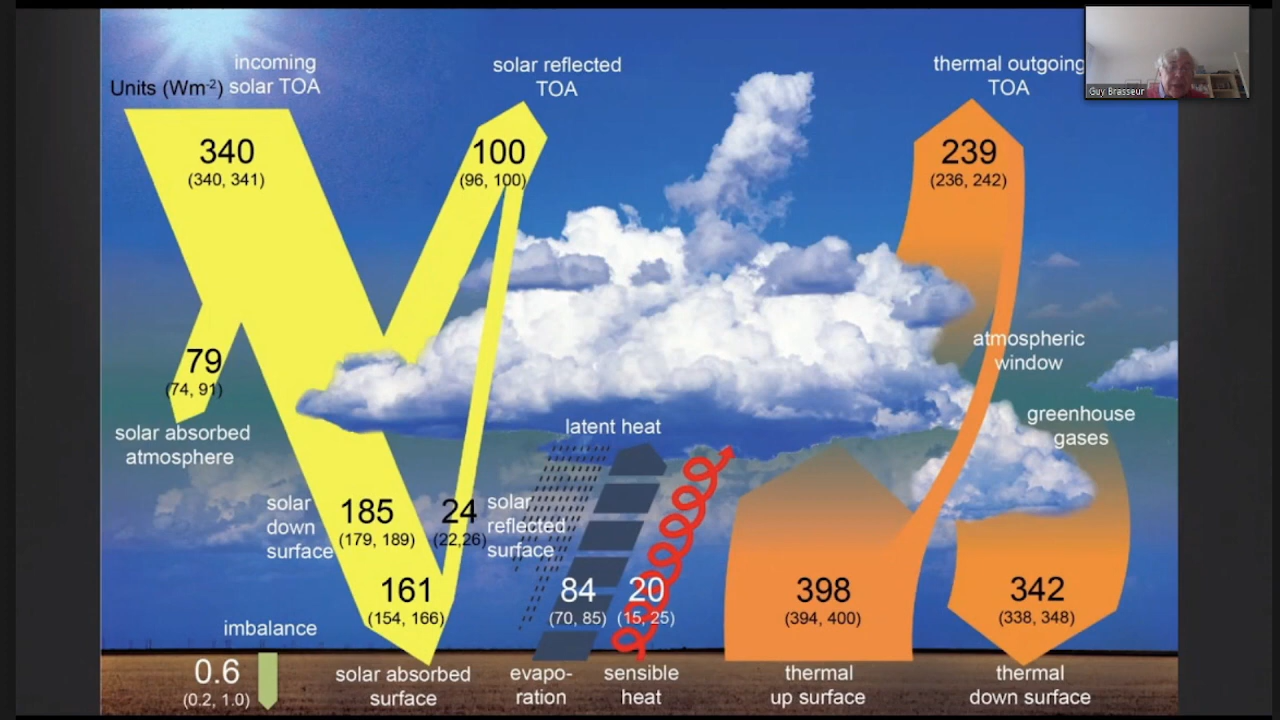 incoming
solar TOA
Units (Wm-2)
340
(340, 341)
solar reflected
TOA
100
(96, 100)
thermal outgoing
TOA
239
(236, 242)
Guy Brasseur
79
(74, 91)
solar absorbed
atmosphere
atmospheric
window
greenhouse
gases
latent heat
solar
down
surface
185
(179, 189)
24
(22,26)
solar
reflected
surface
161
(154, 166)
84
(70, 85)
20
(15, 25)
398
(394, 400)
342
(338, 348)
imbalance
0.6
(0.2, 1.0)
solar absorbed
surface
evapo-
ration
sensible
heat
thermal
up surface
thermal
down surface